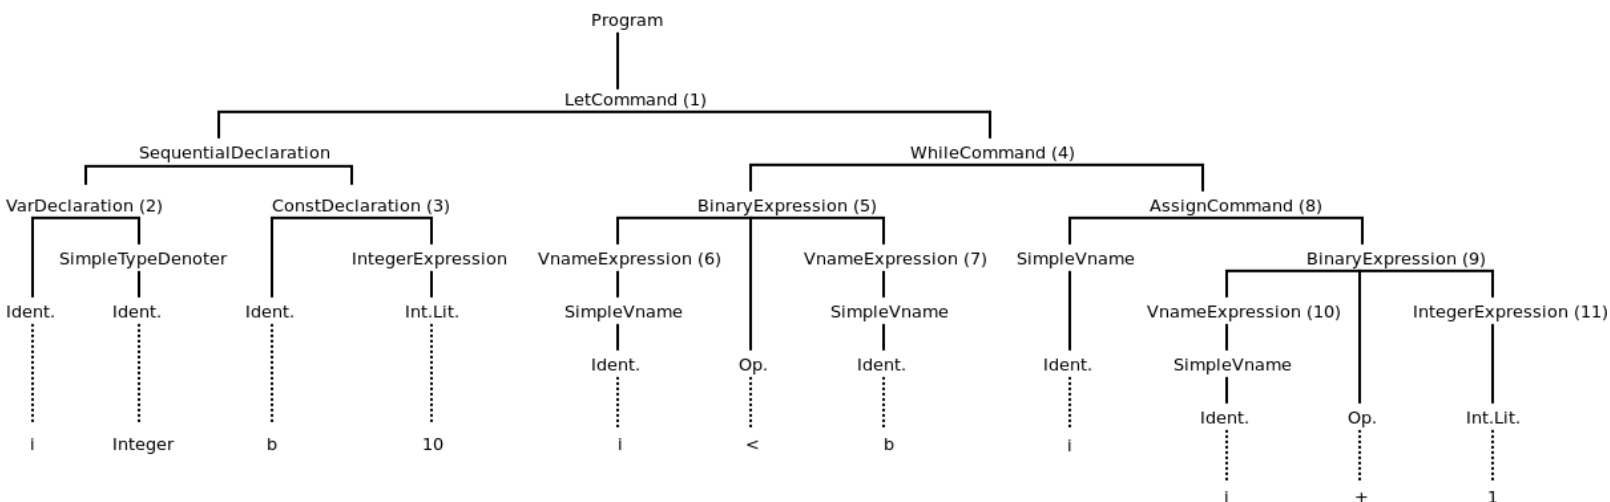 Program
LetCommand (1)
SequentialDeclaration WhileCommand (4)
VarDeclaration (2) ConstDeclaration (3) BinaryExpression (5) AssignCommand (8)
SimpleTypeDenoter IntegerExpression VnameExpression (6) VnameExpression (7) SimpleVname BinaryExpression (9)
Ident. Ident. Ident. Int.Lit. SimpleVname SimpleVname VnameExpression (10) IntegerExpression (11)
Ident. Op. Ident. Ident. SimpleVname
Ident. Op. Int.Lit.
i Integer b 10 i < b i
i + 1